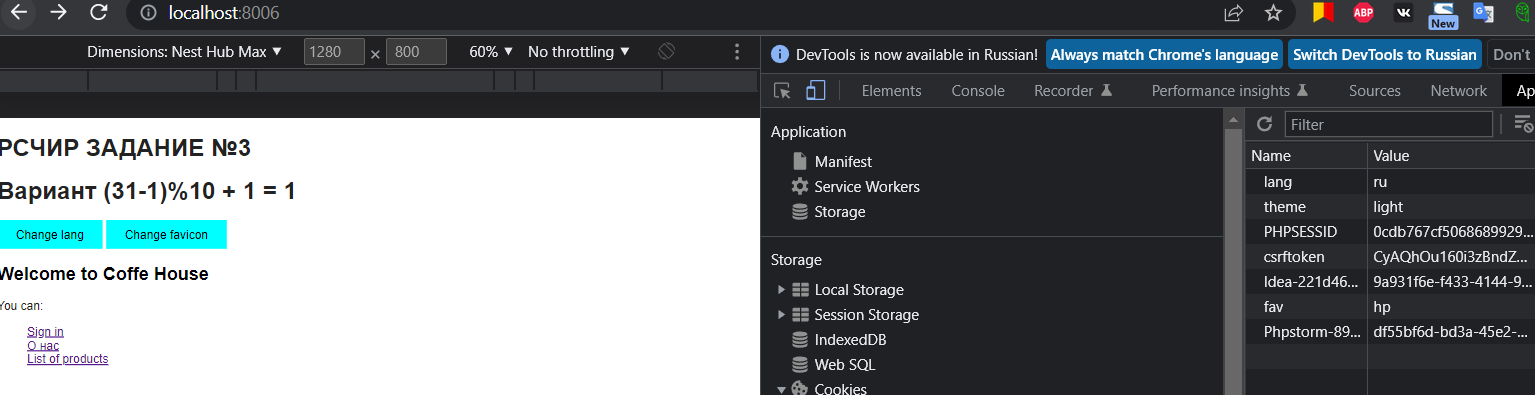 localhost:8006
ABP
New
Dimensions: Nest Hub Max ▼ 1280 × 800 60% ▼ No throttling ▼
DevTools is now available in Russian! Always match Chrome's language Switch DevTools to Russian Don't
Elements Console Recorder Performance insights Sources Network Ap
РСЧИР ЗАДАНИЕ №3
Вариант (31-1)%10 + 1 = 1
Change lang Change favicon
Welcome to Coffe House
You can:
Sign in
О нас
List of products
Application
Manifest
Service Workers
Storage
Storage
Local Storage
Session Storage
IndexedDB
Web SQL
Cookies
Filter
Name Value
lang ru
theme light
PHPSESSID 0cdb767cf5068689929...
csrftoken CyAQhOu160i3zBndZ...
Idea-221d46... 9a931f6e-f433-4144-9...
fav hp
Phpstorm-89... df55bf6d-bd3a-45e2-...